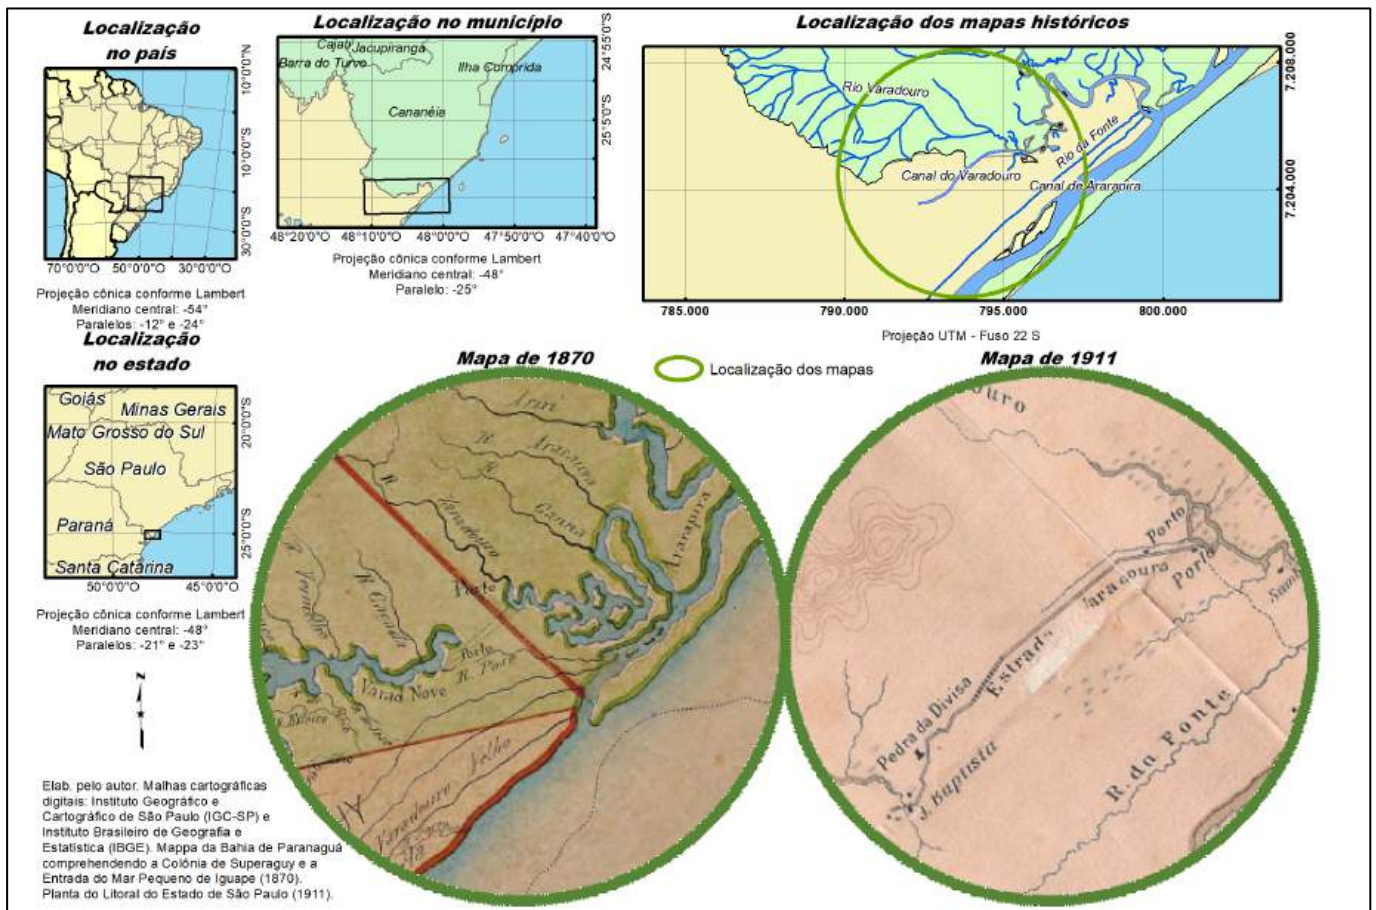 Localização
no país
10°0'0"N
10°0'0"S
30°0'0"S
70°0'0"O 50°0'0"O 30°0'0"O
Projeção cônica conforme Lambert
Meridiano central: -54°
Paralelos: -12° e -24°
Localização no município
Cajati
Jacupiranga
Barra do Turvo
Ilha Comprida
Cananéia
24°55'0"S
25°5'0"S
48°20'0"O 48°10'0"O 48°0'0"O 47°50'0"O 47°40'0"O
Projeção cônica conforme Lambert
Meridiano central: -48°
Paralelo: -25°
Localização dos mapas históricos
Rio Varadouro
Rio da Fonte
Canal do Varadouro
Canal de Ararapira
7.208.000
7.204.000
785.000 790.000 795.000 800.000
Projeção UTM - Fuso 22 S
Localização dos mapas
Localização
no estado
Goiás
Minas Gerais
Mato Grosso do Sul
São Paulo
Paraná
Santa Catarina
20°0'0"S
25°0'0"S
50°0'0"O 45°0'0"O
Projeção cônica conforme Lambert
Meridiano central: -48°
Paralelos: -21° e -23°
N
Mapa de 1870
Ariri
R.
R.
R.
Varadouro
Ararapira
Porto
R.
R.
Porto
Varad Nove
R.
Varadouro Velho
Mapa de 1911
ouro
Porto
Porto
Estrada
Pedra da Divisa
J. Baptista
R. da Fonte
Elab. pelo autor. Malhas cartográficas
digitais: Instituto Geográfico e
Cartográfico de São Paulo (IGC-SP) e
Instituto Brasileiro de Geografia e
Estatística (IBGE). Mappa da Bahia de Paranaguá
comprehendendo a Colônia de Superaguy e a
Entrada do Mar Pequeno de Iguape (1870).
Planta do Litoral do Estado de São Paulo (1911).